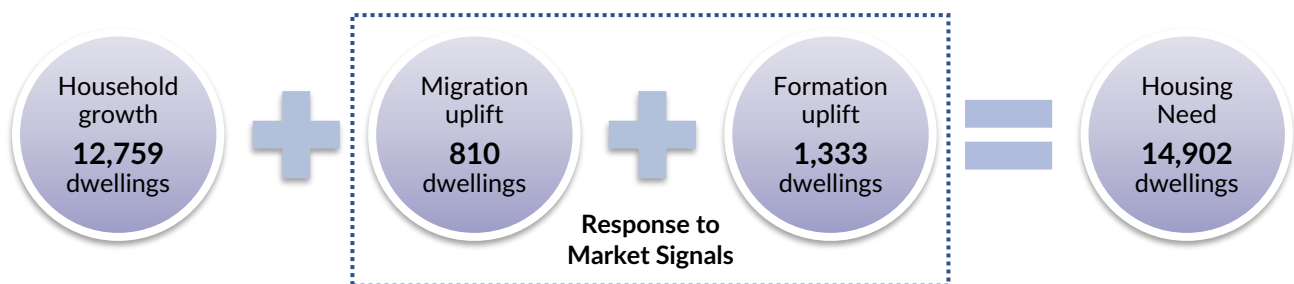 Household
growth
12,759
dwellings
Migration
uplift
810
dwellings
Formation
uplift
1,333
dwellings
Response to
Market Signals
Housing
Need
14,902
dwellings